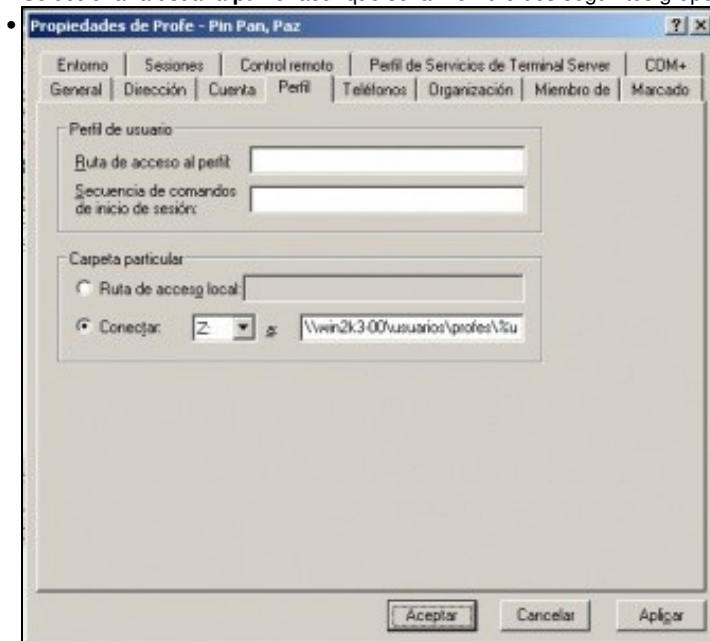 Propiedades de Profe - Pin Pan, Paz
Entorno Sesiones Control remoto Perfil de Servicios de Terminal Server COM+
General Dirección Cuenta Perfil Teléfonos Organización Miembro de Marcado
Perfil de usuario
Ruta de acceso al perfil:
Secuencia de comandos
de inicio de sesión:
Carpeta particular
Ruta de acceso local:
Conectar: Z: a: \\win2k3-00\usuarios\profes\%u
Aceptar Cancelar Aplicar